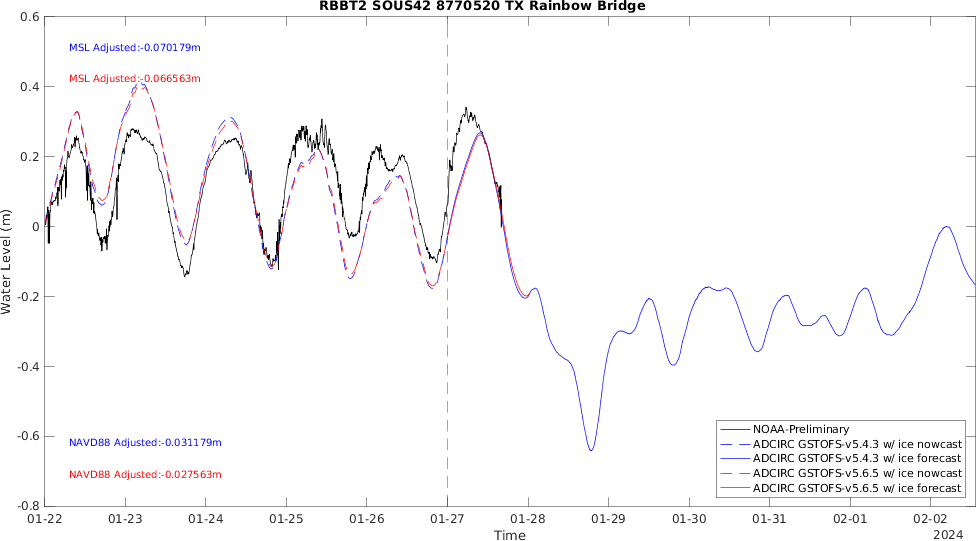 RBBT2 SOUS42 8770520 TX Rainbow Bridge
0.6
MSL Adjusted:-0.070179m
MSL Adjusted:-0.066563m
0.4
0.2
0
-0.2
-0.4
-0.6
-0.8
Water Level (m)
NAVD88 Adjusted:-0.031179m
NAVD88 Adjusted:-0.027563m
NOAA-Preliminary
ADCIRC GSTOFS-v5.4.3 w/ ice nowcast
ADCIRC GSTOFS-v5.4.3 w/ ice forecast
ADCIRC GSTOFS-v5.6.5 w/ ice nowcast
ADCIRC GSTOFS-v5.6.5 w/ ice forecast
01-22 01-23 01-24 01-25 01-26 01-27 01-28 01-29 01-30 01-31 02-01 02-02
Time
2024